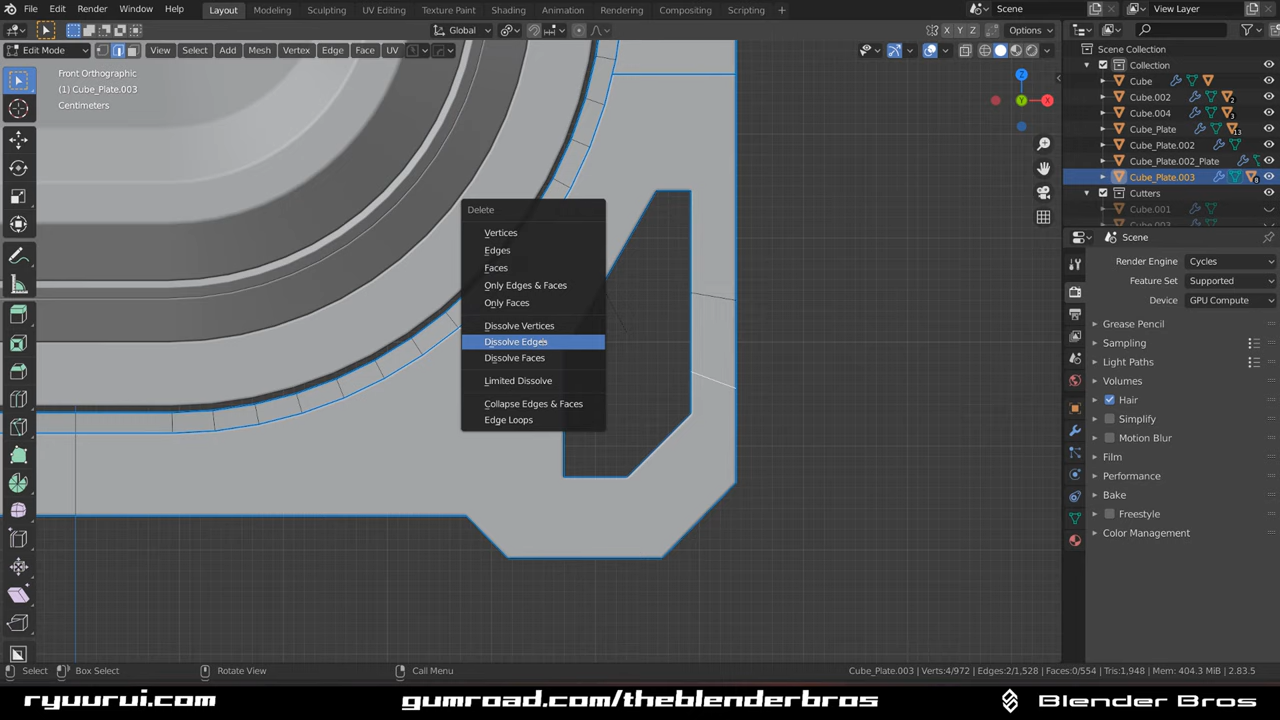 File Edit Render Window Help Layout Modeling Sculpting UV Editing Texture Paint Shading Animation Rendering Compositing Scripting + Scene View Layer
Global Options
Edit Mode View Select Add Mesh Vertex Edge Face UV X Y Z
Front Orthographic
(1) Cube_Plate.003
Centimeters
Z
Y
X
Scene Collection
Collection
Cube
Cube.002 2
Cube.004 3
Cube_Plate 13
Cube_Plate.002
Cube_Plate.002_Plate
Cube_Plate.003 8
Cutters
Cube.001
Delete
Vertices
Edges
Faces
Only Edges & Faces
Only Faces
Dissolve Vertices
Dissolve Edges
Dissolve Faces
Limited Dissolve
Collapse Edges & Faces
Edge Loops
Scene
Render Engine Cycles
Feature Set Supported
Device GPU Compute
Grease Pencil
Sampling
Light Paths
Volumes
Hair
Simplify
Motion Blur
Film
Performance
Bake
Freestyle
Color Management
Select Box Select Rotate View Call Menu Cube_Plate.003 | Verts:4/972 | Edges:2/1,528 | Faces:0/554 | Tris:1,948 | Mem: 404.3 MiB | 2.83.5
ryuurui.com gumroad.com/theblenderbros Blender Bros